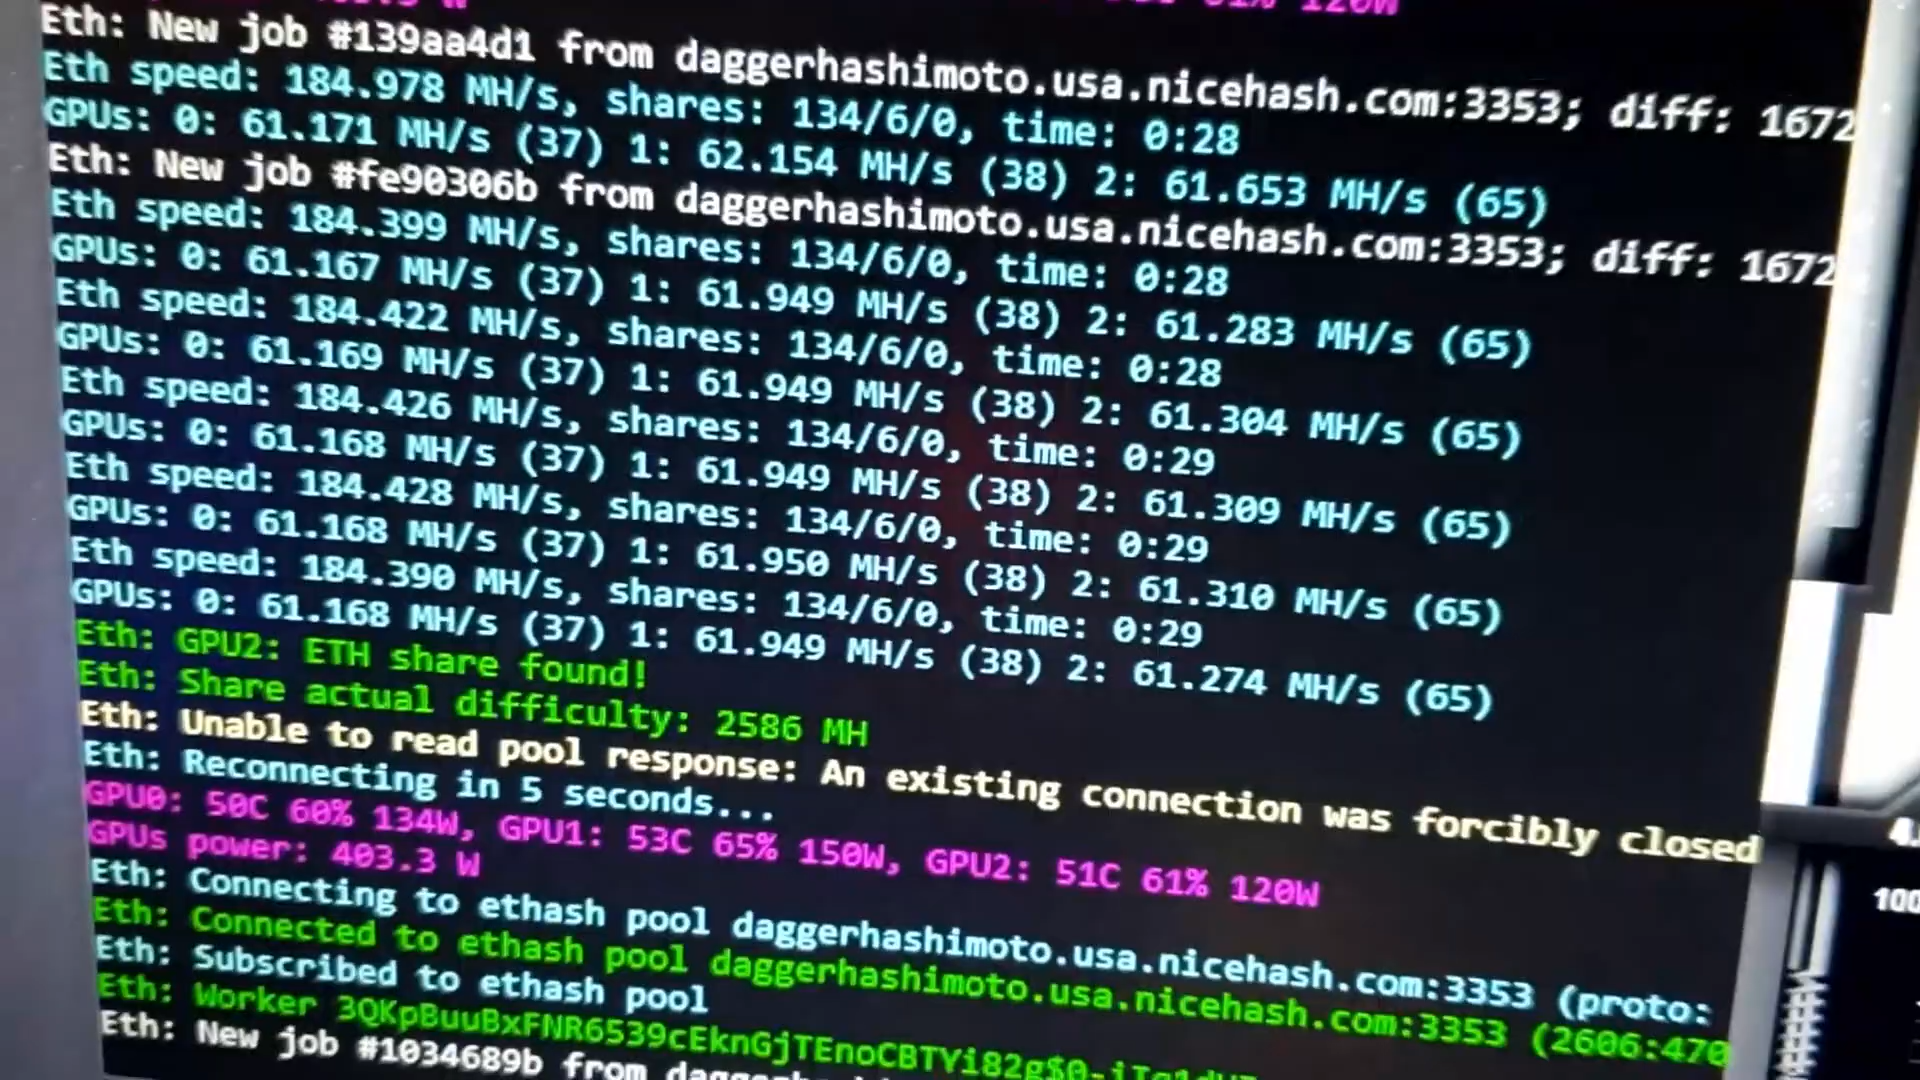 61% 120W
Eth: New job #139aa4d1 from daggerhashimoto.usa.nicehash.com:3353; diff: 1672
Eth speed: 184.978 MH/s, shares: 134/6/0, time: 0:28
GPUs: 0: 61.171 MH/s (37) 1: 62.154 MH/s (38) 2: 61.653 MH/s (65)
Eth: New job #fe90306b from daggerhashimoto.usa.nicehash.com:3353; diff: 1672
Eth speed: 184.399 MH/s, shares: 134/6/0, time: 0:28
GPUs: 0: 61.167 MH/s (37) 1: 61.949 MH/s (38) 2: 61.283 MH/s (65)
Eth speed: 184.422 MH/s, shares: 134/6/0, time: 0:28
GPUs: 0: 61.169 MH/s (37) 1: 61.949 MH/s (38) 2: 61.304 MH/s (65)
Eth speed: 184.426 MH/s, shares: 134/6/0, time: 0:29
GPUs: 0: 61.168 MH/s (37) 1: 61.949 MH/s (38) 2: 61.309 MH/s (65)
Eth speed: 184.428 MH/s, shares: 134/6/0, time: 0:29
GPUs: 0: 61.168 MH/s (37) 1: 61.950 MH/s (38) 2: 61.310 MH/s (65)
Eth speed: 184.390 MH/s, shares: 134/6/0, time: 0:29
GPUs: 0: 61.168 MH/s (37) 1: 61.949 MH/s (38) 2: 61.274 MH/s (65)
Eth: GPU2: ETH share found!
Eth: Share actual difficulty: 2586 MH
Eth: Unable to read pool response: An existing connection was forcibly closed
Eth: Reconnecting in 5 seconds...
GPU0: 50C 60% 134W, GPU1: 53C 65% 150W, GPU2: 51C 61% 120W
GPUs power: 403.3 W
Eth: Connecting to ethash pool daggerhashimoto.usa.nicehash.com:3353 (proto:
Eth: Connected to ethash pool daggerhashimoto.usa.nicehash.com:3353 (2606:470
Eth: Subscribed to ethash pool
Eth: Worker
Eth: New job #1034689b from
100